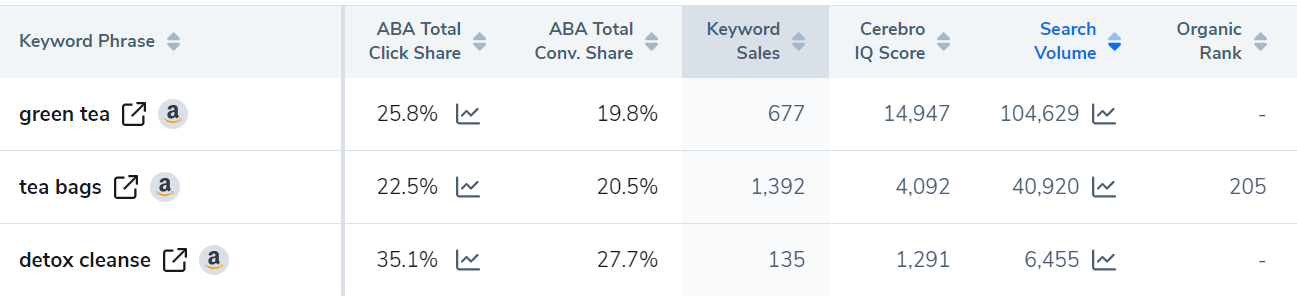 Keyword Phrase
ABA Total Click Share
ABA Total Conv. Share
Keyword Sales
Cerebro IQ Score
Search Volume
Organic Rank
green tea a 25.8% 19.8% 677 14,947 104,629 -
tea bags a 22.5% 20.5% 1,392 4,092 40,920 205
detox cleanse a 35.1% 27.7% 135 1,291 6,455 -